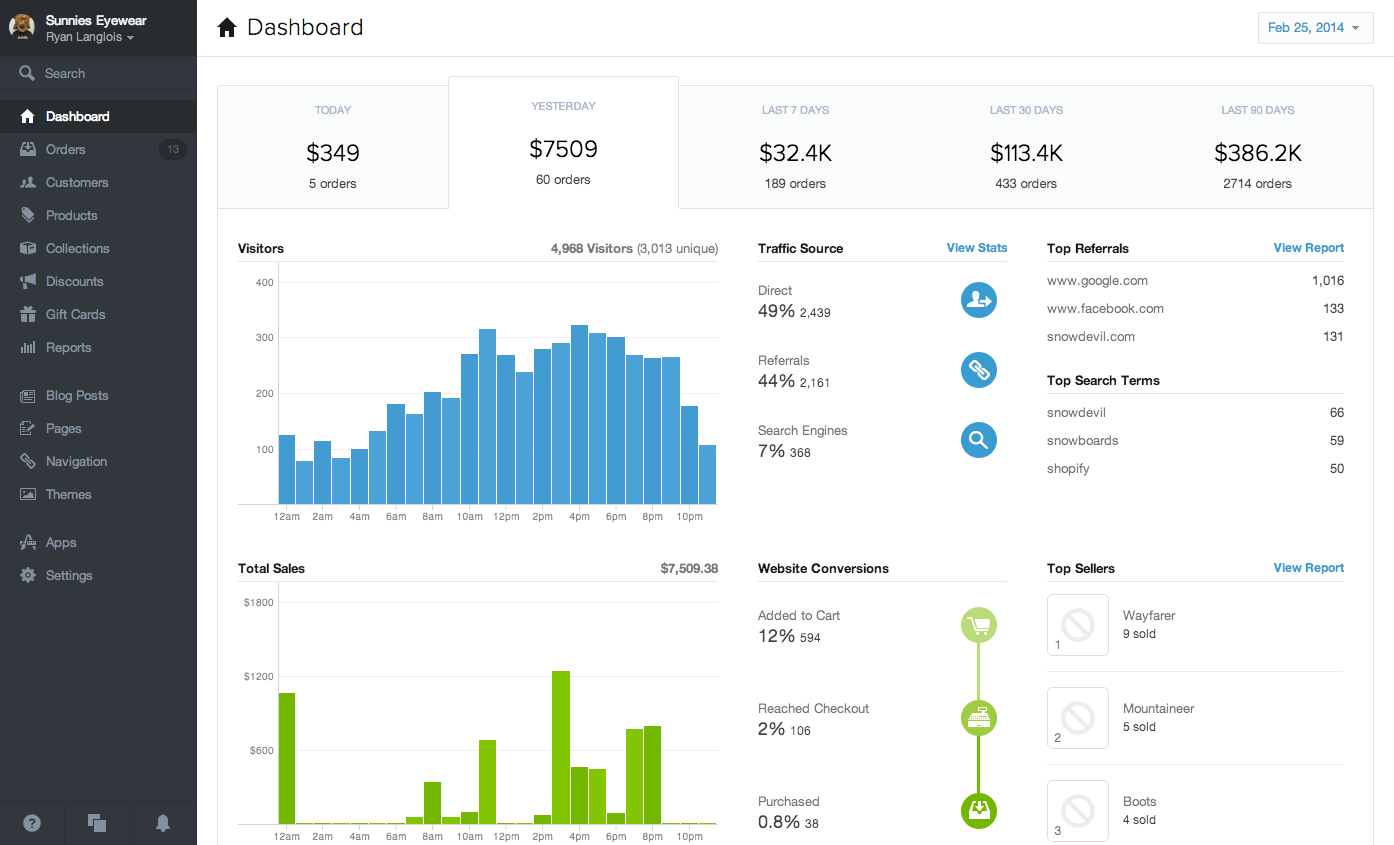 Sunnies Eyewear
Ryan Langlois
Search
Dashboard
Orders 13
Customers
Products
Collections
Discounts
Gift Cards
Reports
Blog Posts
Pages
Navigation
Themes
Apps
Settings
?
Dashboard
Feb 25, 2014
TODAY
$349
5 orders
YESTERDAY
$7509
60 orders
LAST 7 DAYS
$32.4K
189 orders
LAST 30 DAYS
$113.4K
433 orders
LAST 90 DAYS
$386.2K
2714 orders
Visitors 4,968 Visitors (3,013 unique)
400
300
200
100
12am 2am 4am 6am 8am 10am 12pm 2pm 4pm 6pm 8pm 10pm
Traffic Source View Stats
Direct
49% 2,439
Referrals
44% 2,161
Search Engines
7% 368
Top Referrals View Report
www.google.com 1,016
www.facebook.com 133
snowdevil.com 131
Top Search Terms
snowdevil 66
snowboards 59
shopify 50
Total Sales $7,509.38
$1800
$1200
$600
12am 2am 4am 6am 8am 10am 12pm 2pm 4pm 6pm 8pm 10pm
Website Conversions
Added to Cart
12% 594
Reached Checkout
2% 106
Purchased
0.8% 38
Top Sellers View Report
1
Wayfarer
9 sold
2
Mountaineer
5 sold
3
Boots
4 sold